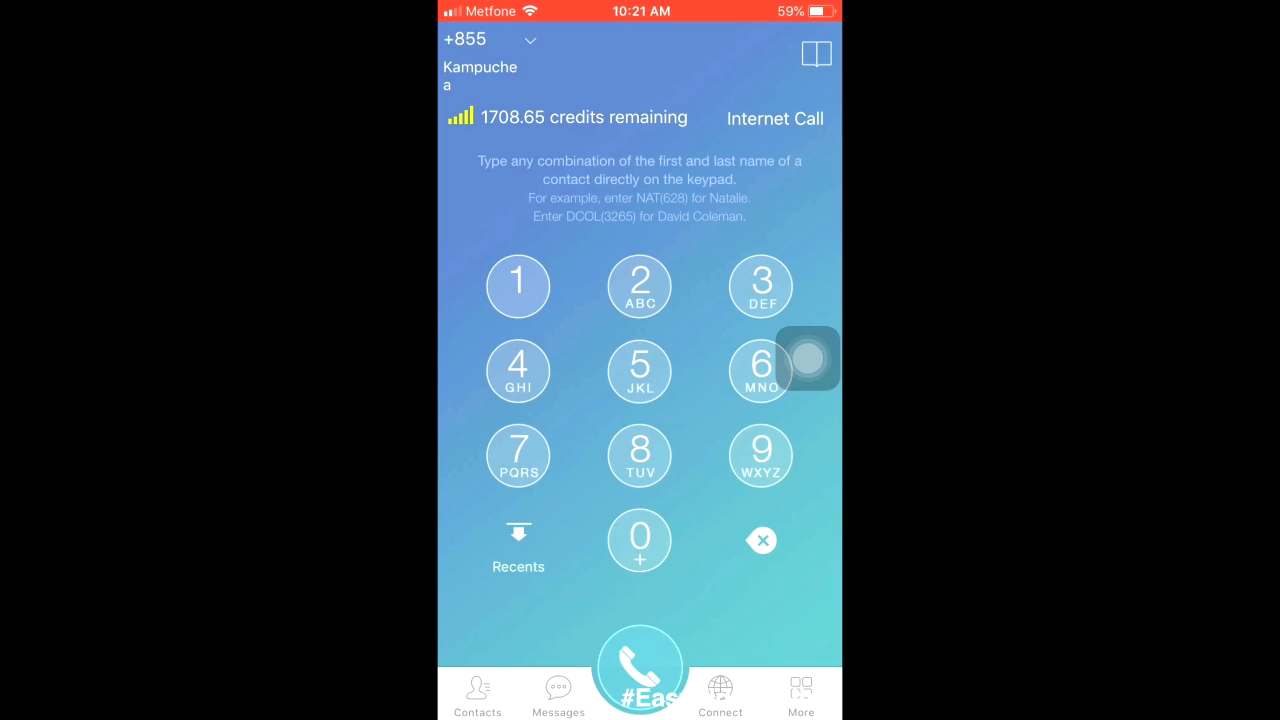 Metfone 10:21 AM 59%
+855
Kampuche
a
1708.65 credits remaining Internet Call
Type any combination of the first and last name of a
contact directly on the keypad.
For example, enter NAT(628) for Natalie.
Enter DCOL(3265) for David Coleman.
1 2 3
ABC DEF
4 5 6
GHI JKL MNO
7 8 9
PQRS TUV WXYZ
0
+
Recents
#Eas
Contacts Messages Connect More